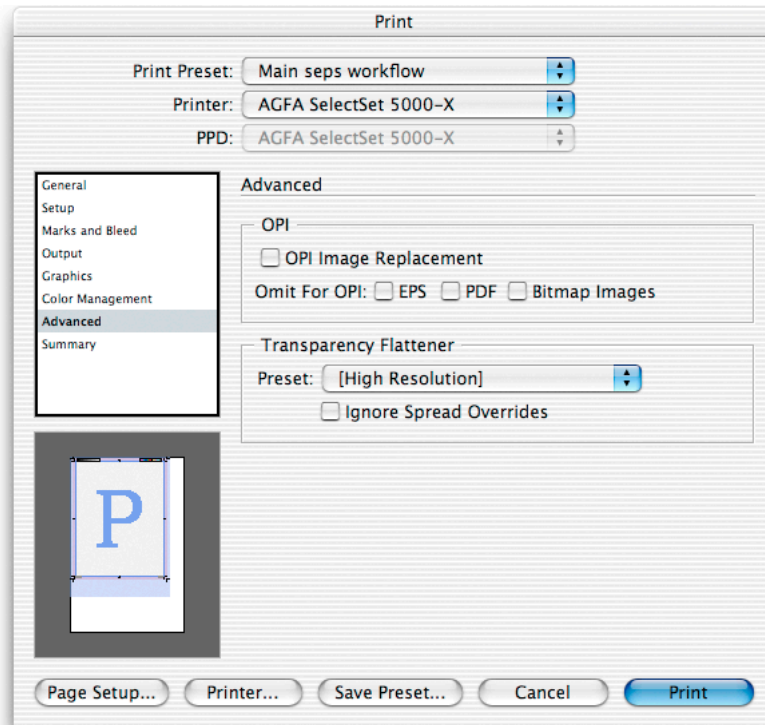 Print
Print Preset: Main seps workflow
Printer: AGFA SelectSet 5000-X
PPD: AGFA SelectSet 5000-X
General
Setup
Marks and Bleed
Output
Graphics
Color Management
Advanced
Summary
Advanced
OPI
OPI Image Replacement
Omit For OPI: EPS PDF Bitmap Images
Transparency Flattener
Preset: [High Resolution]
Ignore Spread Overrides
P
Page Setup... Printer... Save Preset... Cancel Print